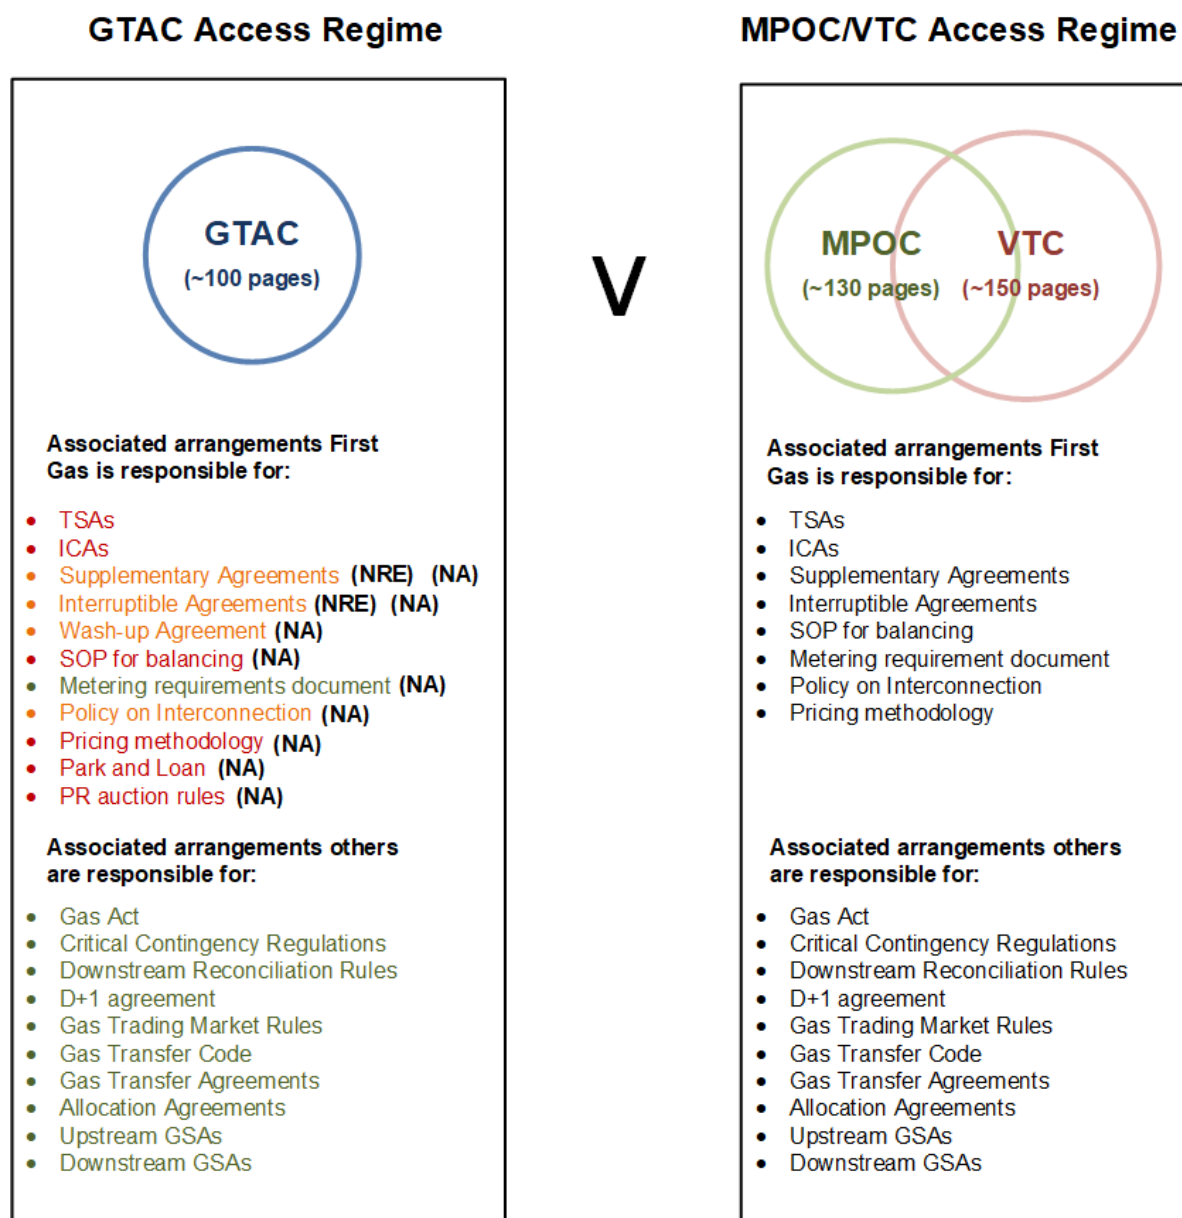 GTAC Access Regime
GTAC
(~100 pages)
Associated arrangements First
Gas is responsible for:
• TSAs
• ICAs
• Supplementary Agreements (NRE) (NA)
• Interruptible Agreements (NRE) (NA)
• Wash-up Agreement (NA)
• SOP for balancing (NA)
• Metering requirements document (NA)
• Policy on Interconnection (NA)
• Pricing methodology (NA)
• Park and Loan (NA)
• PR auction rules (NA)
Associated arrangements others
are responsible for:
• Gas Act
• Critical Contingency Regulations
• Downstream Reconciliation Rules
• D+1 agreement
• Gas Trading Market Rules
• Gas Transfer Code
• Gas Transfer Agreements
• Allocation Agreements
• Upstream GSAs
• Downstream GSAs
V
MPOC/VTC Access Regime
MPOC
(~130 pages)
VTC
(~150 pages)
Associated arrangements First
Gas is responsible for:
• TSAs
• ICAs
• Supplementary Agreements
• Interruptible Agreements
• SOP for balancing
• Metering requirement document
• Policy on Interconnection
• Pricing methodology
Associated arrangements others
are responsible for:
• Gas Act
• Critical Contingency Regulations
• Downstream Reconciliation Rules
• D+1 agreement
• Gas Trading Market Rules
• Gas Transfer Code
• Gas Transfer Agreements
• Allocation Agreements
• Upstream GSAs
• Downstream GSAs